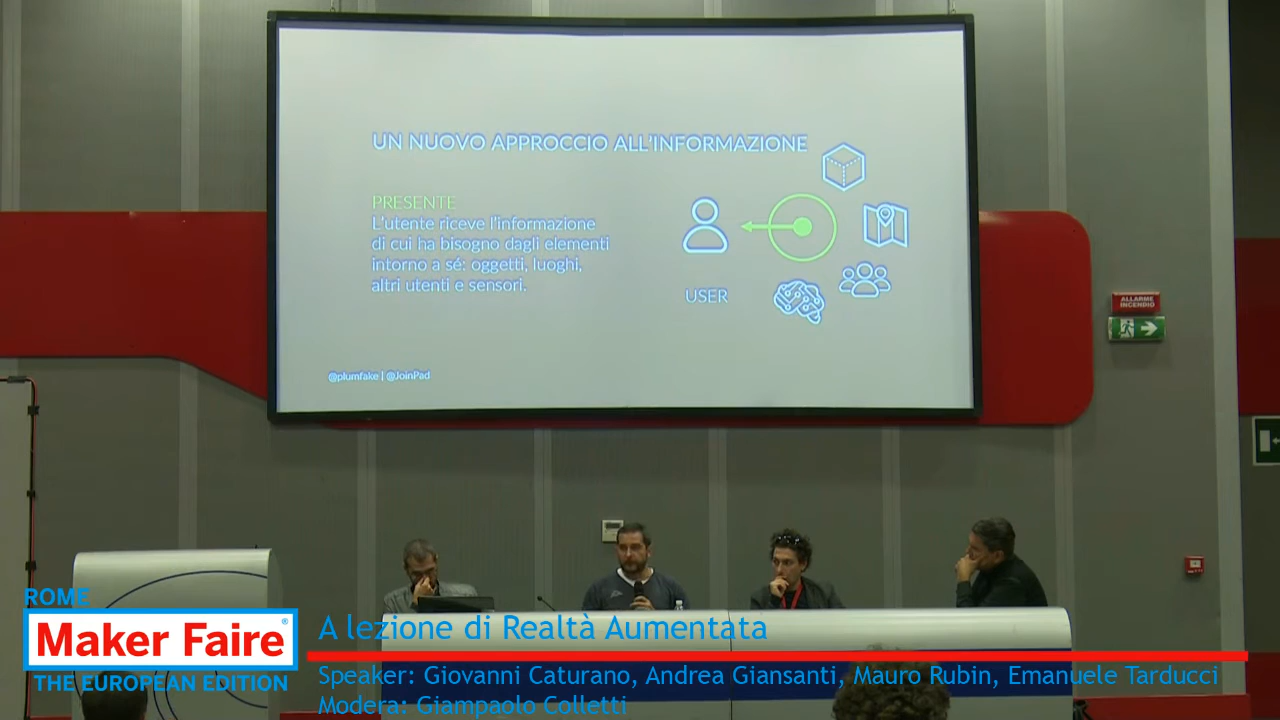 UN NUOVO APPROCCIO ALL'INFORMAZIONE
PRESENTE
L'utente riceve l'informazione
di cui ha bisogno dagli elementi
intorno a sé: oggetti, luoghi,
altri utenti e sensori.
USER
@plumfake | @JoinPad
ALLARME
INCENDIO
ROME
Maker Faire®
THE EUROPEAN EDITION
A lezione di Realtà Aumentata
Speaker: Giovanni Caturano, Andrea Giansanti, Mauro Rubin, Emanuele Tarducci
Modera: Giampaolo Colletti